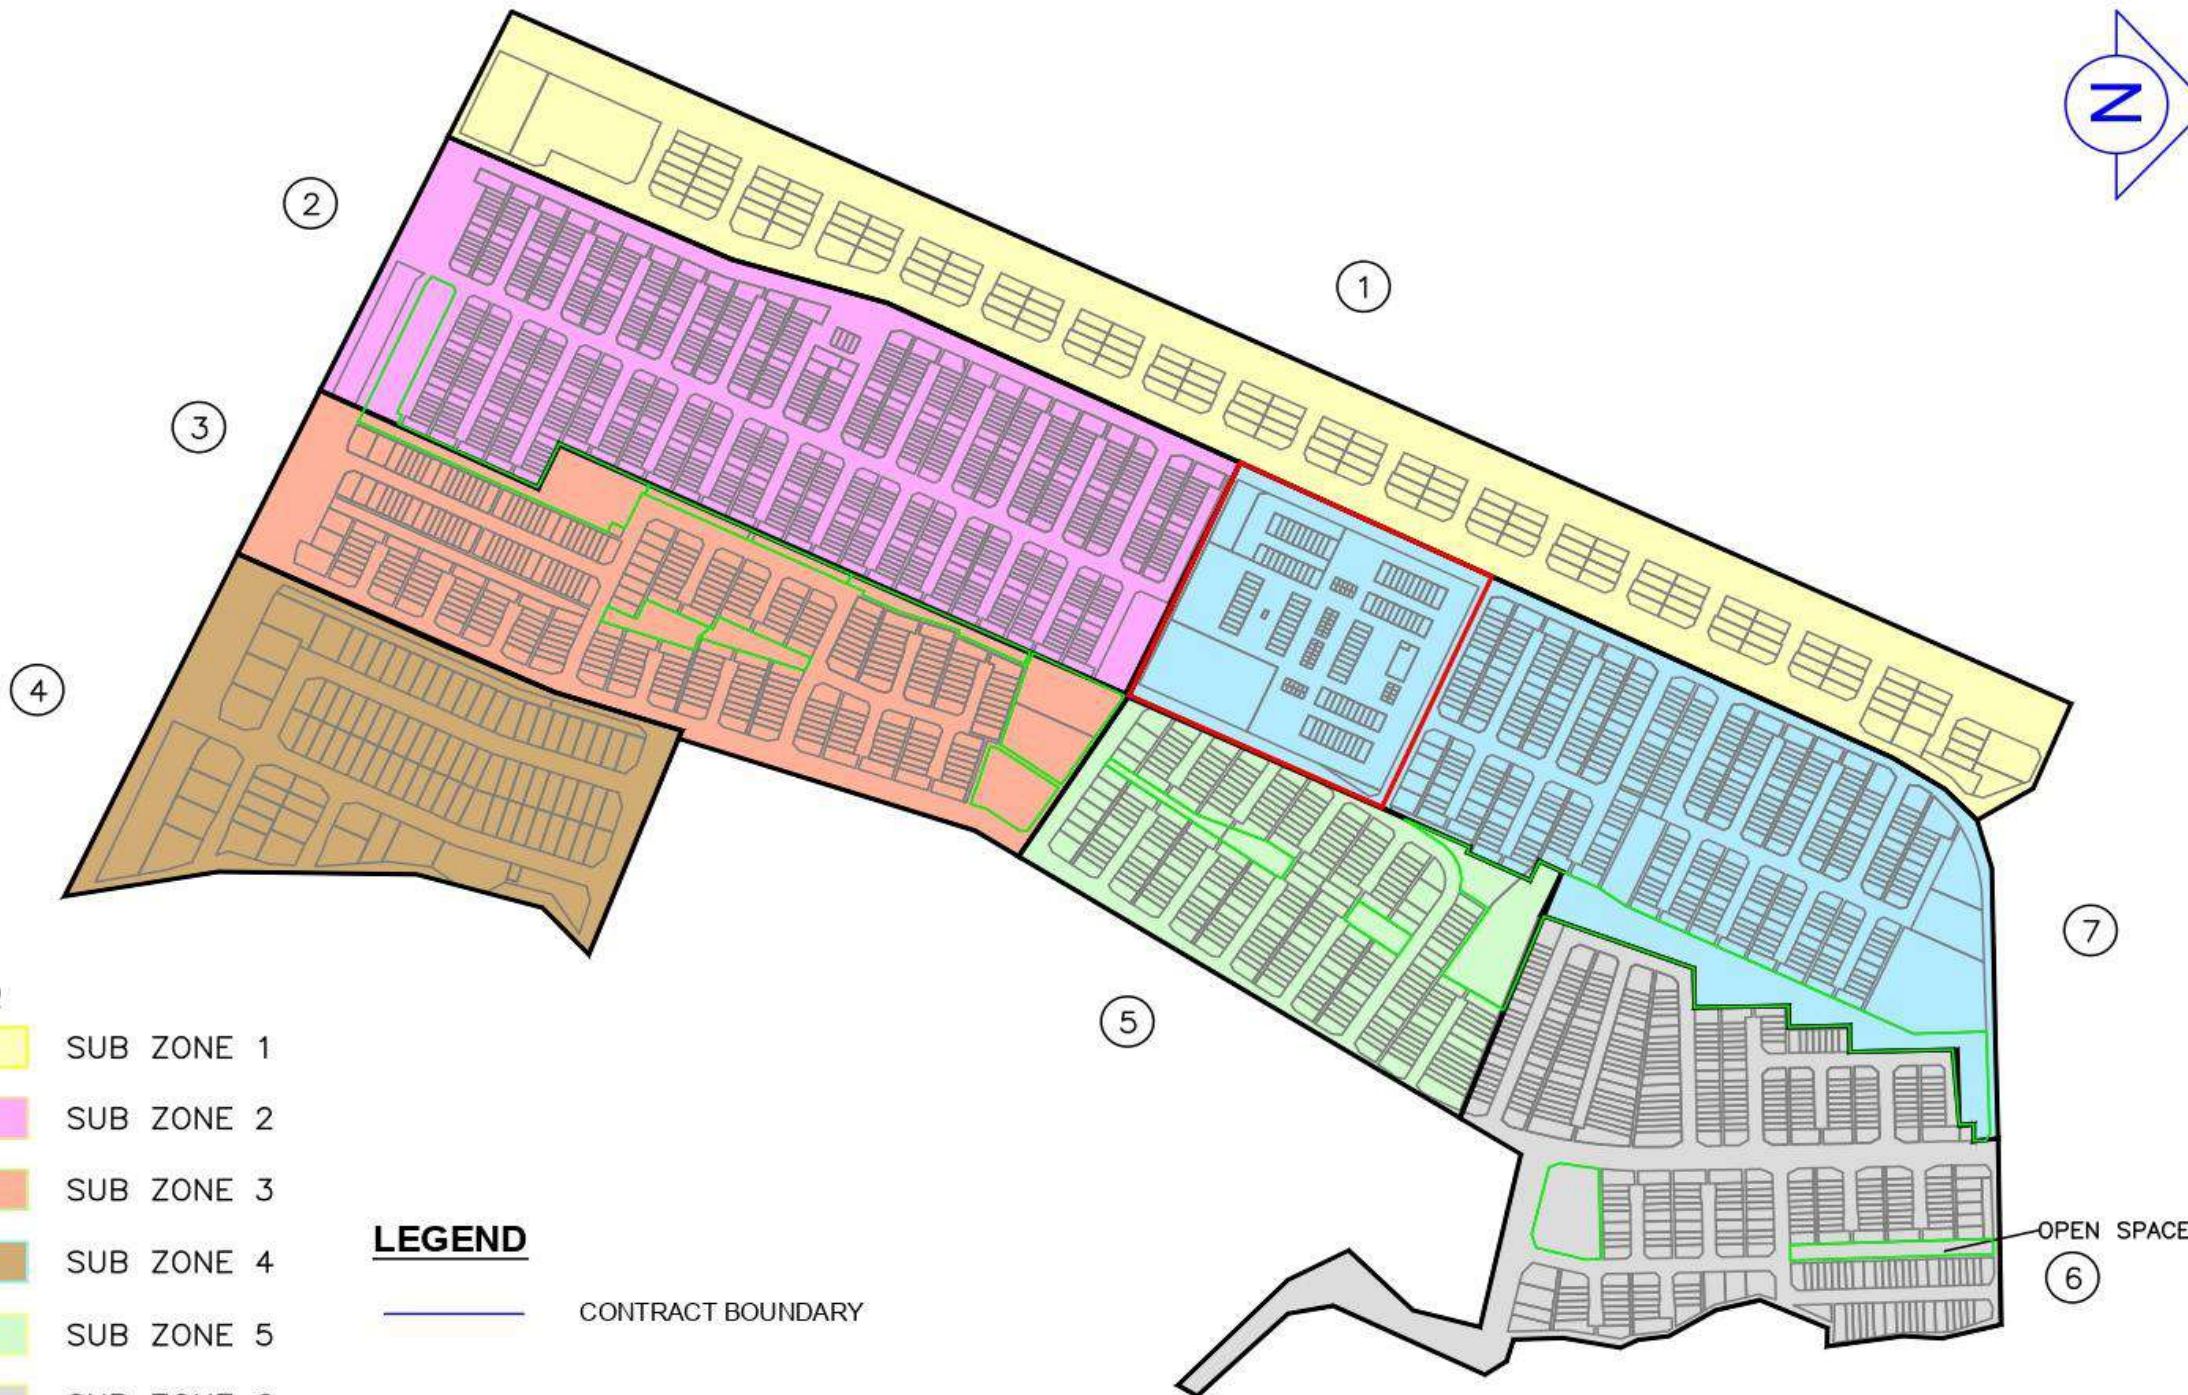 N
2
1
3
4
7
5
SUB ZONE 1
SUB ZONE 2
SUB ZONE 3
LEGEND
OPEN SPACE
SUB ZONE 4
6
CONTRACT BOUNDARY
SUB ZONE 5